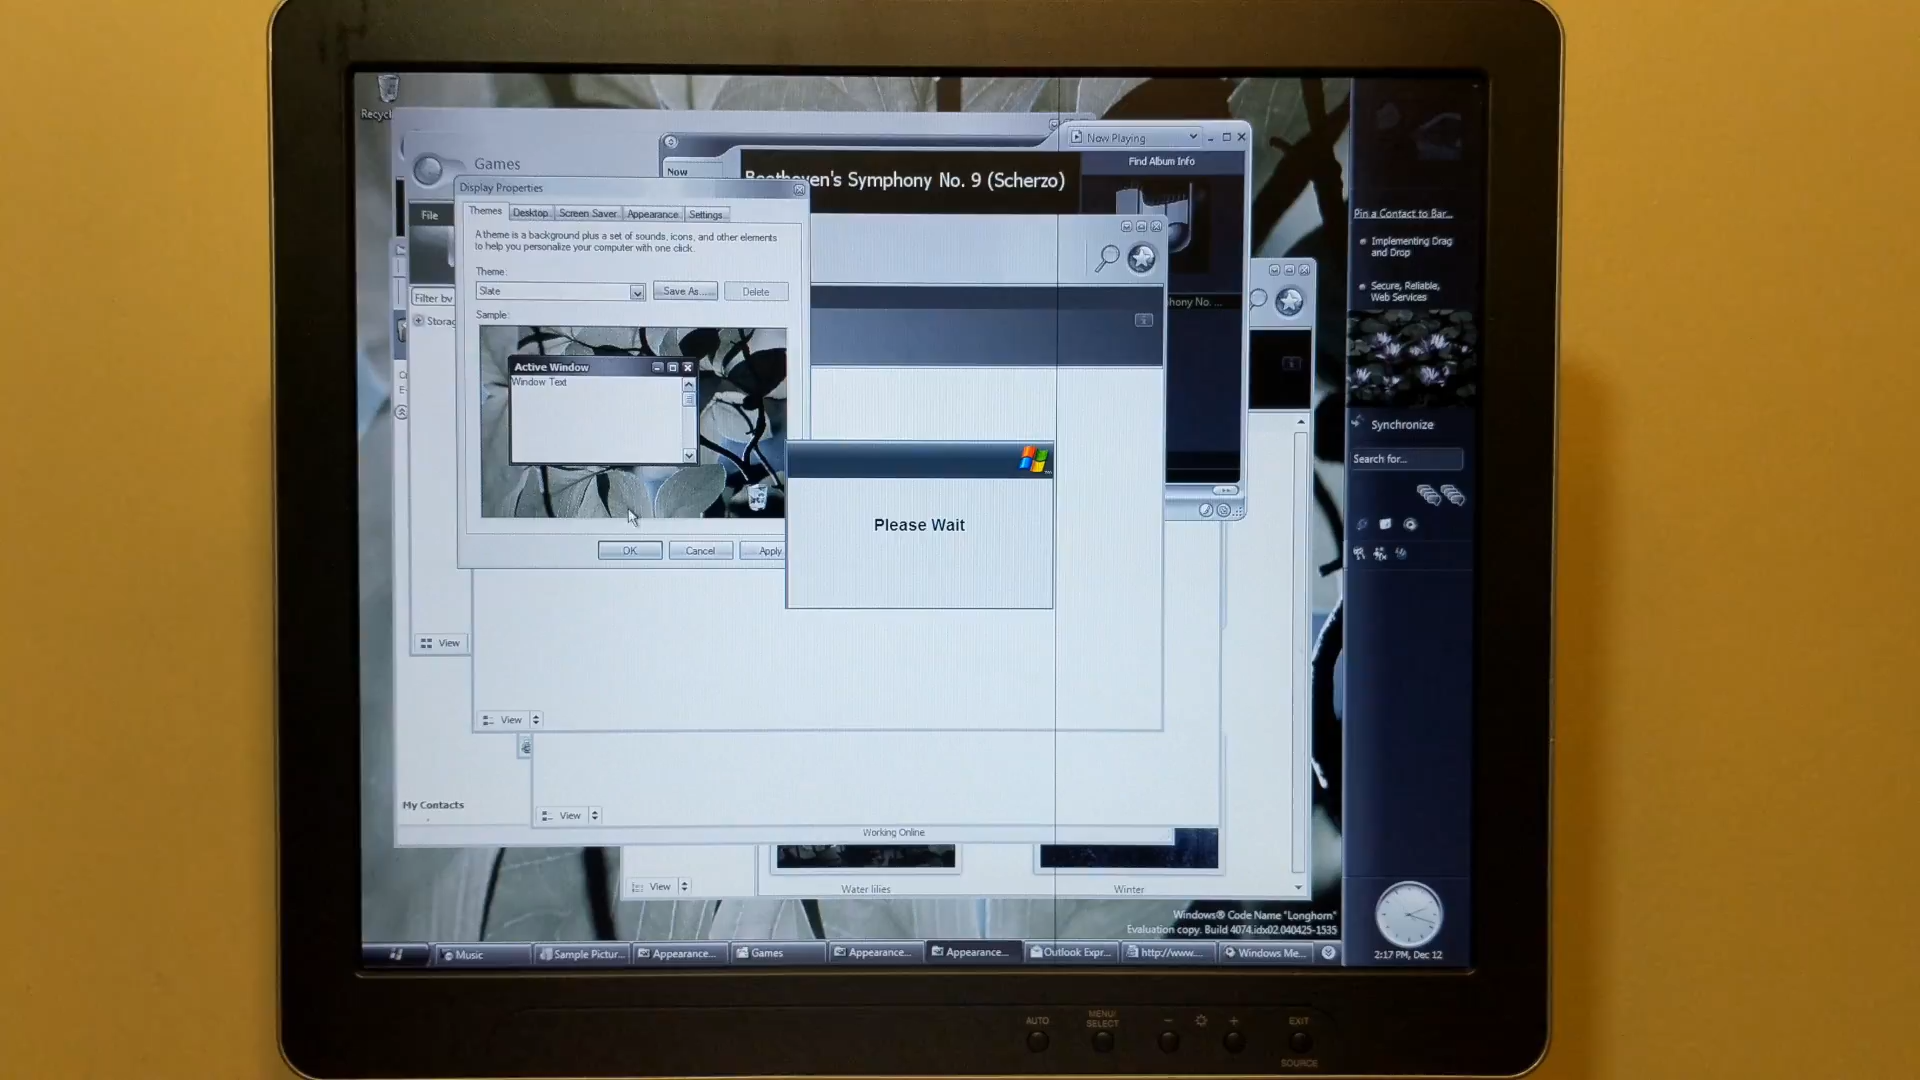 Recycl
Games
Now Playing
Find Album Info
Now
Beethoven's Symphony No. 9 (Scherzo)
Display Properties
Themes
Desktop
Screen Saver
Appearance
Settings
File
A theme is a background plus a set of sounds, icons, and other elements
to help you personalize your computer with one click.
Theme:
Slate
Save As...
Delete
Filter by
Storag
Sample:
Active Window
Window Text
OK
Cancel
Apply
Please Wait
hony No. ...
Pin a Contact to Bar...
Implementing Drag
and Drop
Secure, Reliable,
Web Services
Synchronize
Search for...
View
View
My Contacts
View
Working Online
View
Water lilies
Winter
Windows® Code Name "Longhorn"
Evaluation copy. Build 4074.idx02.040425-1535
Music
Sample Pictur...
Appearance...
Games
Appearance...
Appearance...
Outlook Expr...
http://www....
Windows Me...
2:17 PM, Dec 12
AUTO
MENU/
SELECT
−
+
EXIT
SOURCE